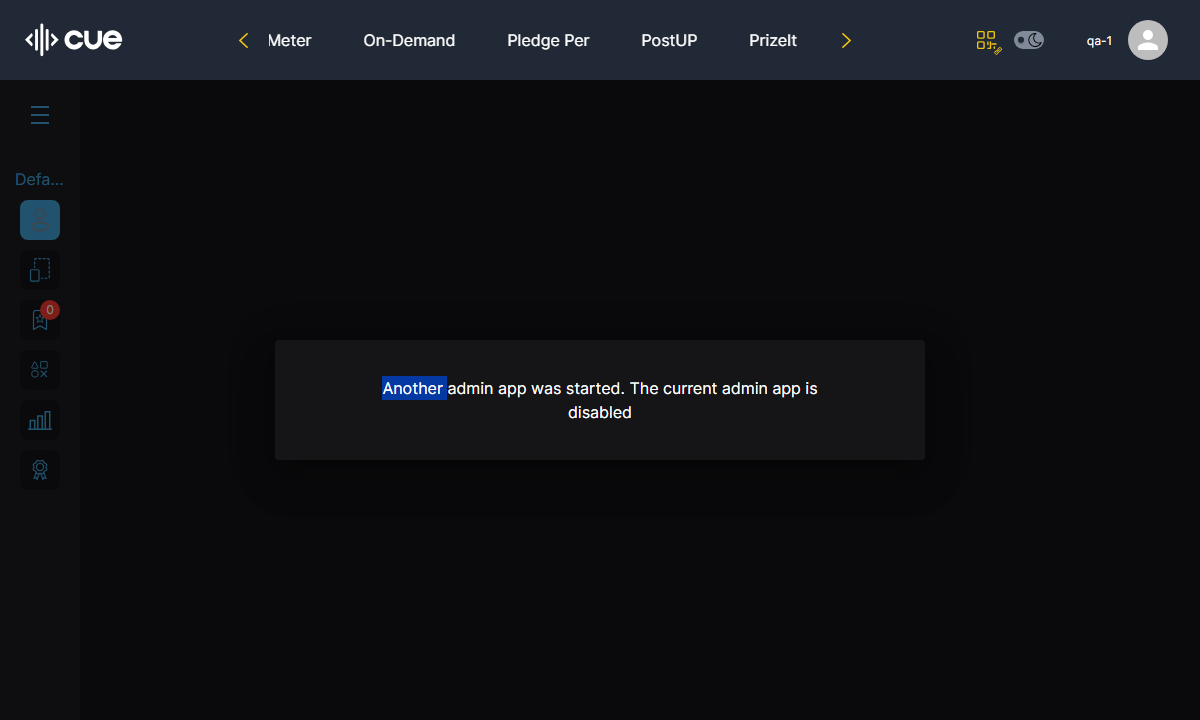 cue
Meter
On-Demand
Pledge Per
PostUP
PrizeIt
qa-1
Defa...
0
Another admin app was started. The current admin app is
disabled